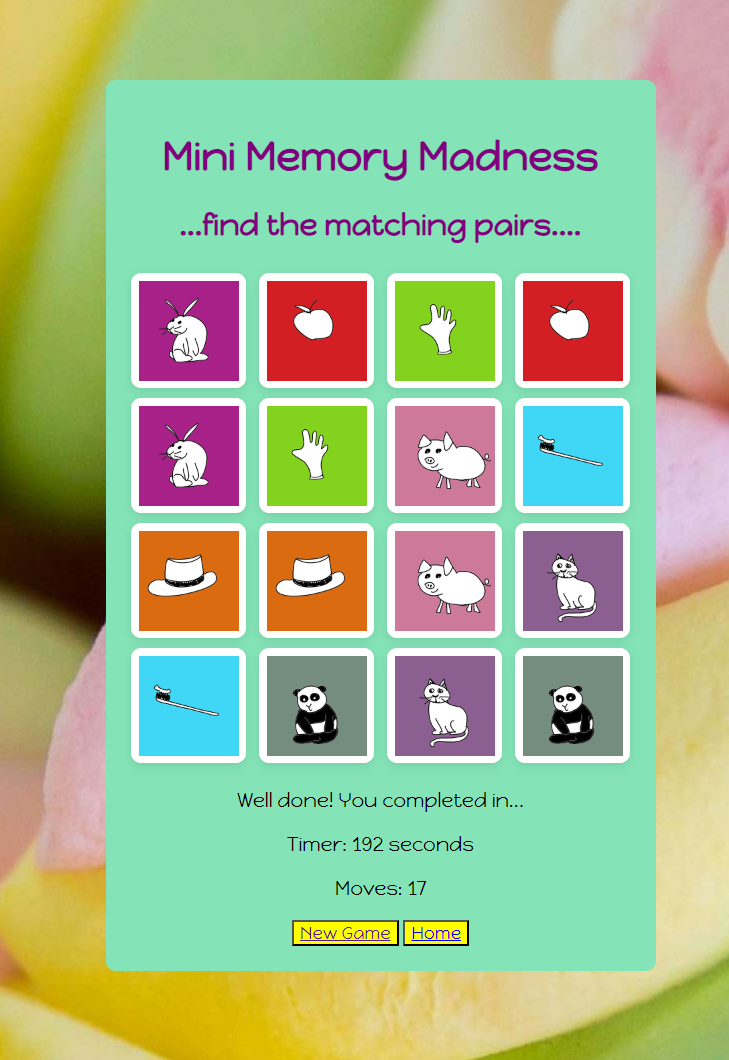 Mini Memory Madness
...find the matching pairs....
Well done! You completed in...
Timer: 192 seconds
Moves: 17
New Game Home